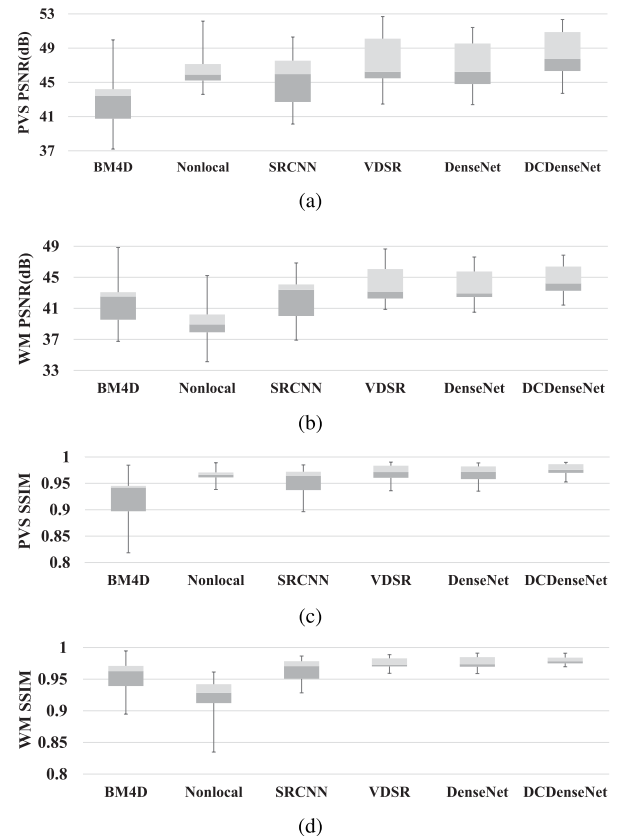 53
49
45
41
37
PVS PSNR(dB)
BM4D Nonlocal SRCNN VDSR DenseNet DCDenseNet
(a)
49
45
41
37
33
WM PSNR(dB)
BM4D Nonlocal SRCNN VDSR DenseNet DCDenseNet
(b)
1
0.95
0.9
0.85
0.8
PVS SSIM
BM4D Nonlocal SRCNN VDSR DenseNet DCDenseNet
(c)
1
0.95
0.9
0.85
0.8
WM SSIM
BM4D Nonlocal SRCNN VDSR DenseNet DCDenseNet
(d)